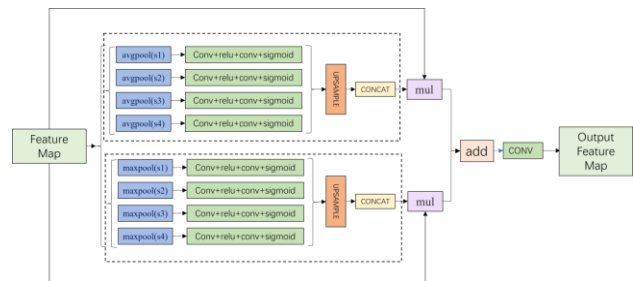 Feature
Map
avgpool(s1)
Conv+relu+conv+sigmoid
avgpool(s2)
Conv+relu+conv+sigmoid
avgpool(s3)
Conv+relu+conv+sigmoid
avgpool(s4)
Conv+relu+conv+sigmoid
UPSAMPLE
CONCAT
mul
maxpool(s1)
Conv+relu+conv+sigmoid
maxpool(s2)
Conv+relu+conv+sigmoid
maxpool(s3)
Conv+relu+conv+sigmoid
maxpool(s4)
Conv+relu+conv+sigmoid
UPSAMPLE
CONCAT
mul
add
CONV
Output
Feature
Map